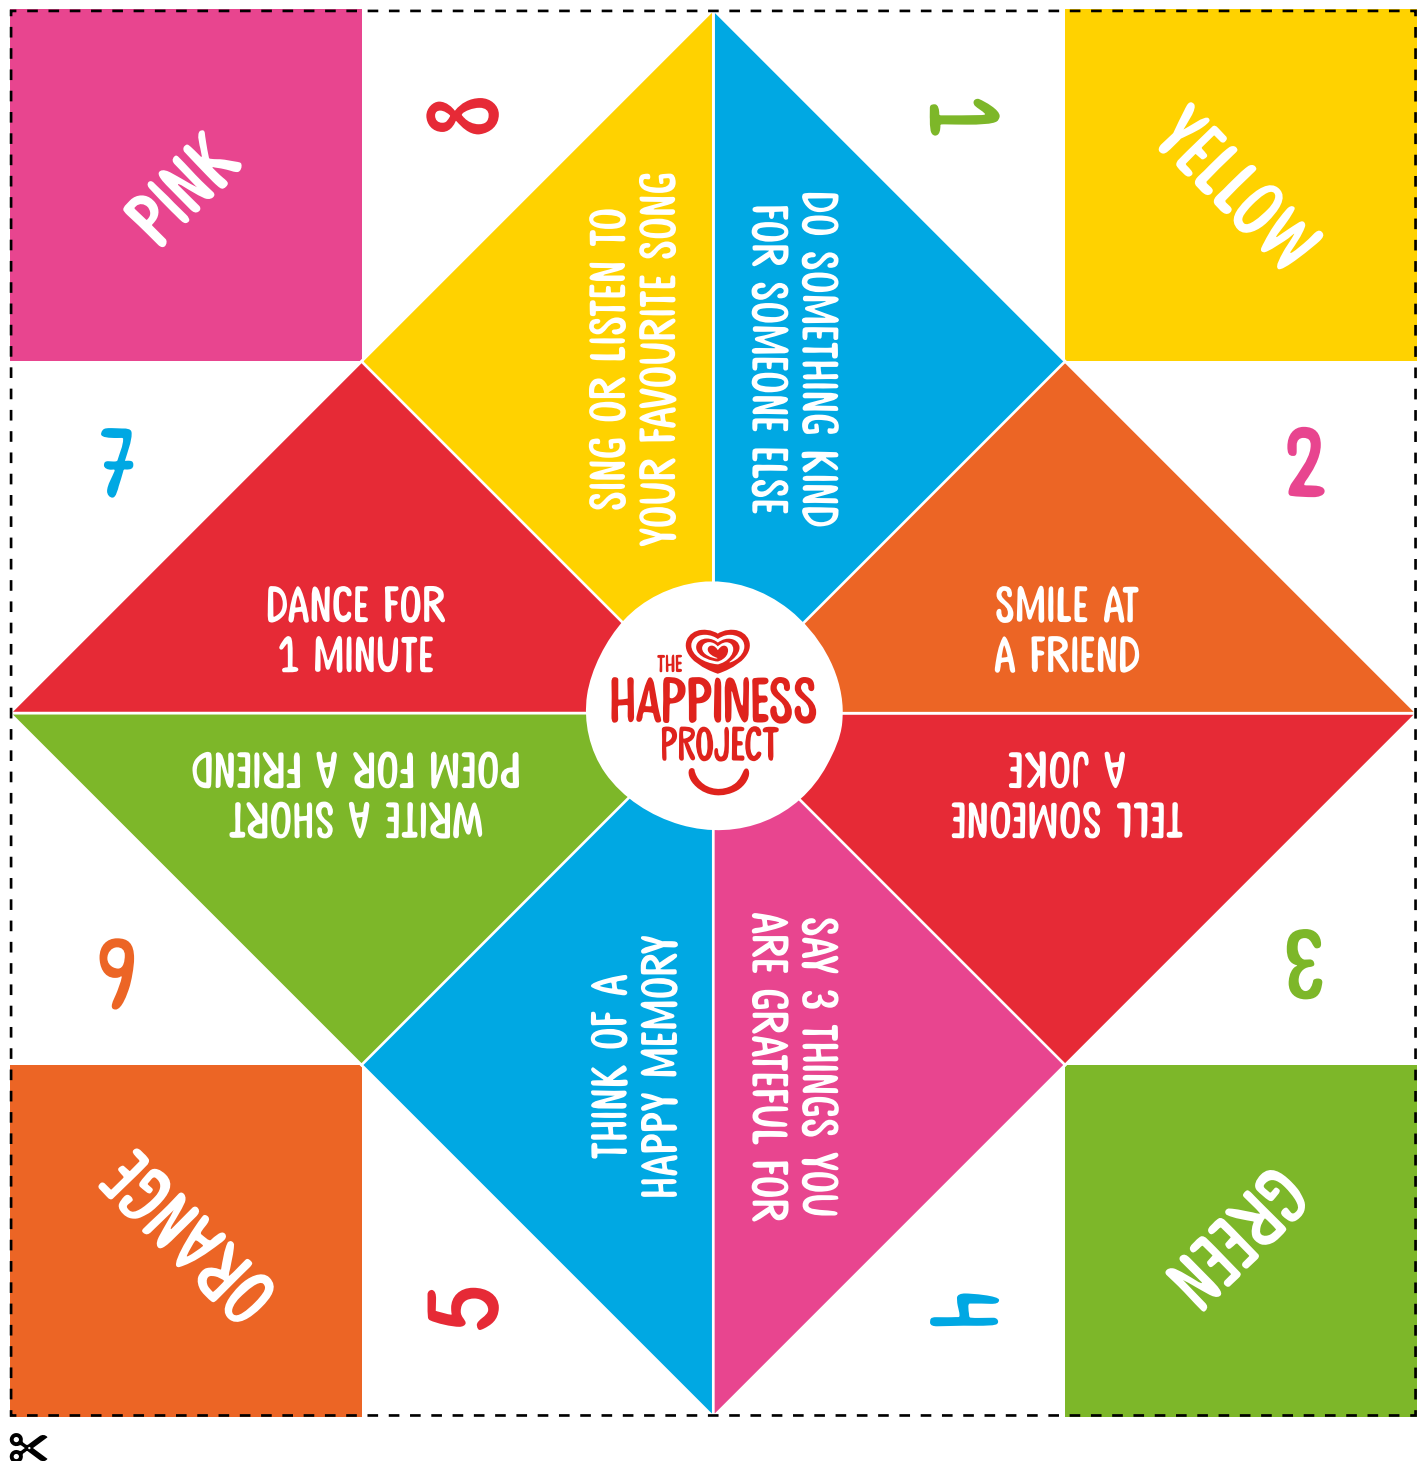 PINK
8
1
YELLOW
SING OR LISTEN TO
YOUR FAVOURITE SONG
DO SOMETHING KIND
FOR SOMEONE ELSE
7
2
DANCE FOR
1 MINUTE
SMILE AT
A FRIEND
THE
HAPPINESS
PROJECT
WRITE A SHORT
POEM FOR A FRIEND
TELL SOMEONE
A JOKE
6
3
THINK OF A
HAPPY MEMORY
SAY 3 THINGS YOU
ARE GRATEFUL FOR
ORANGE
5
4
GREEN